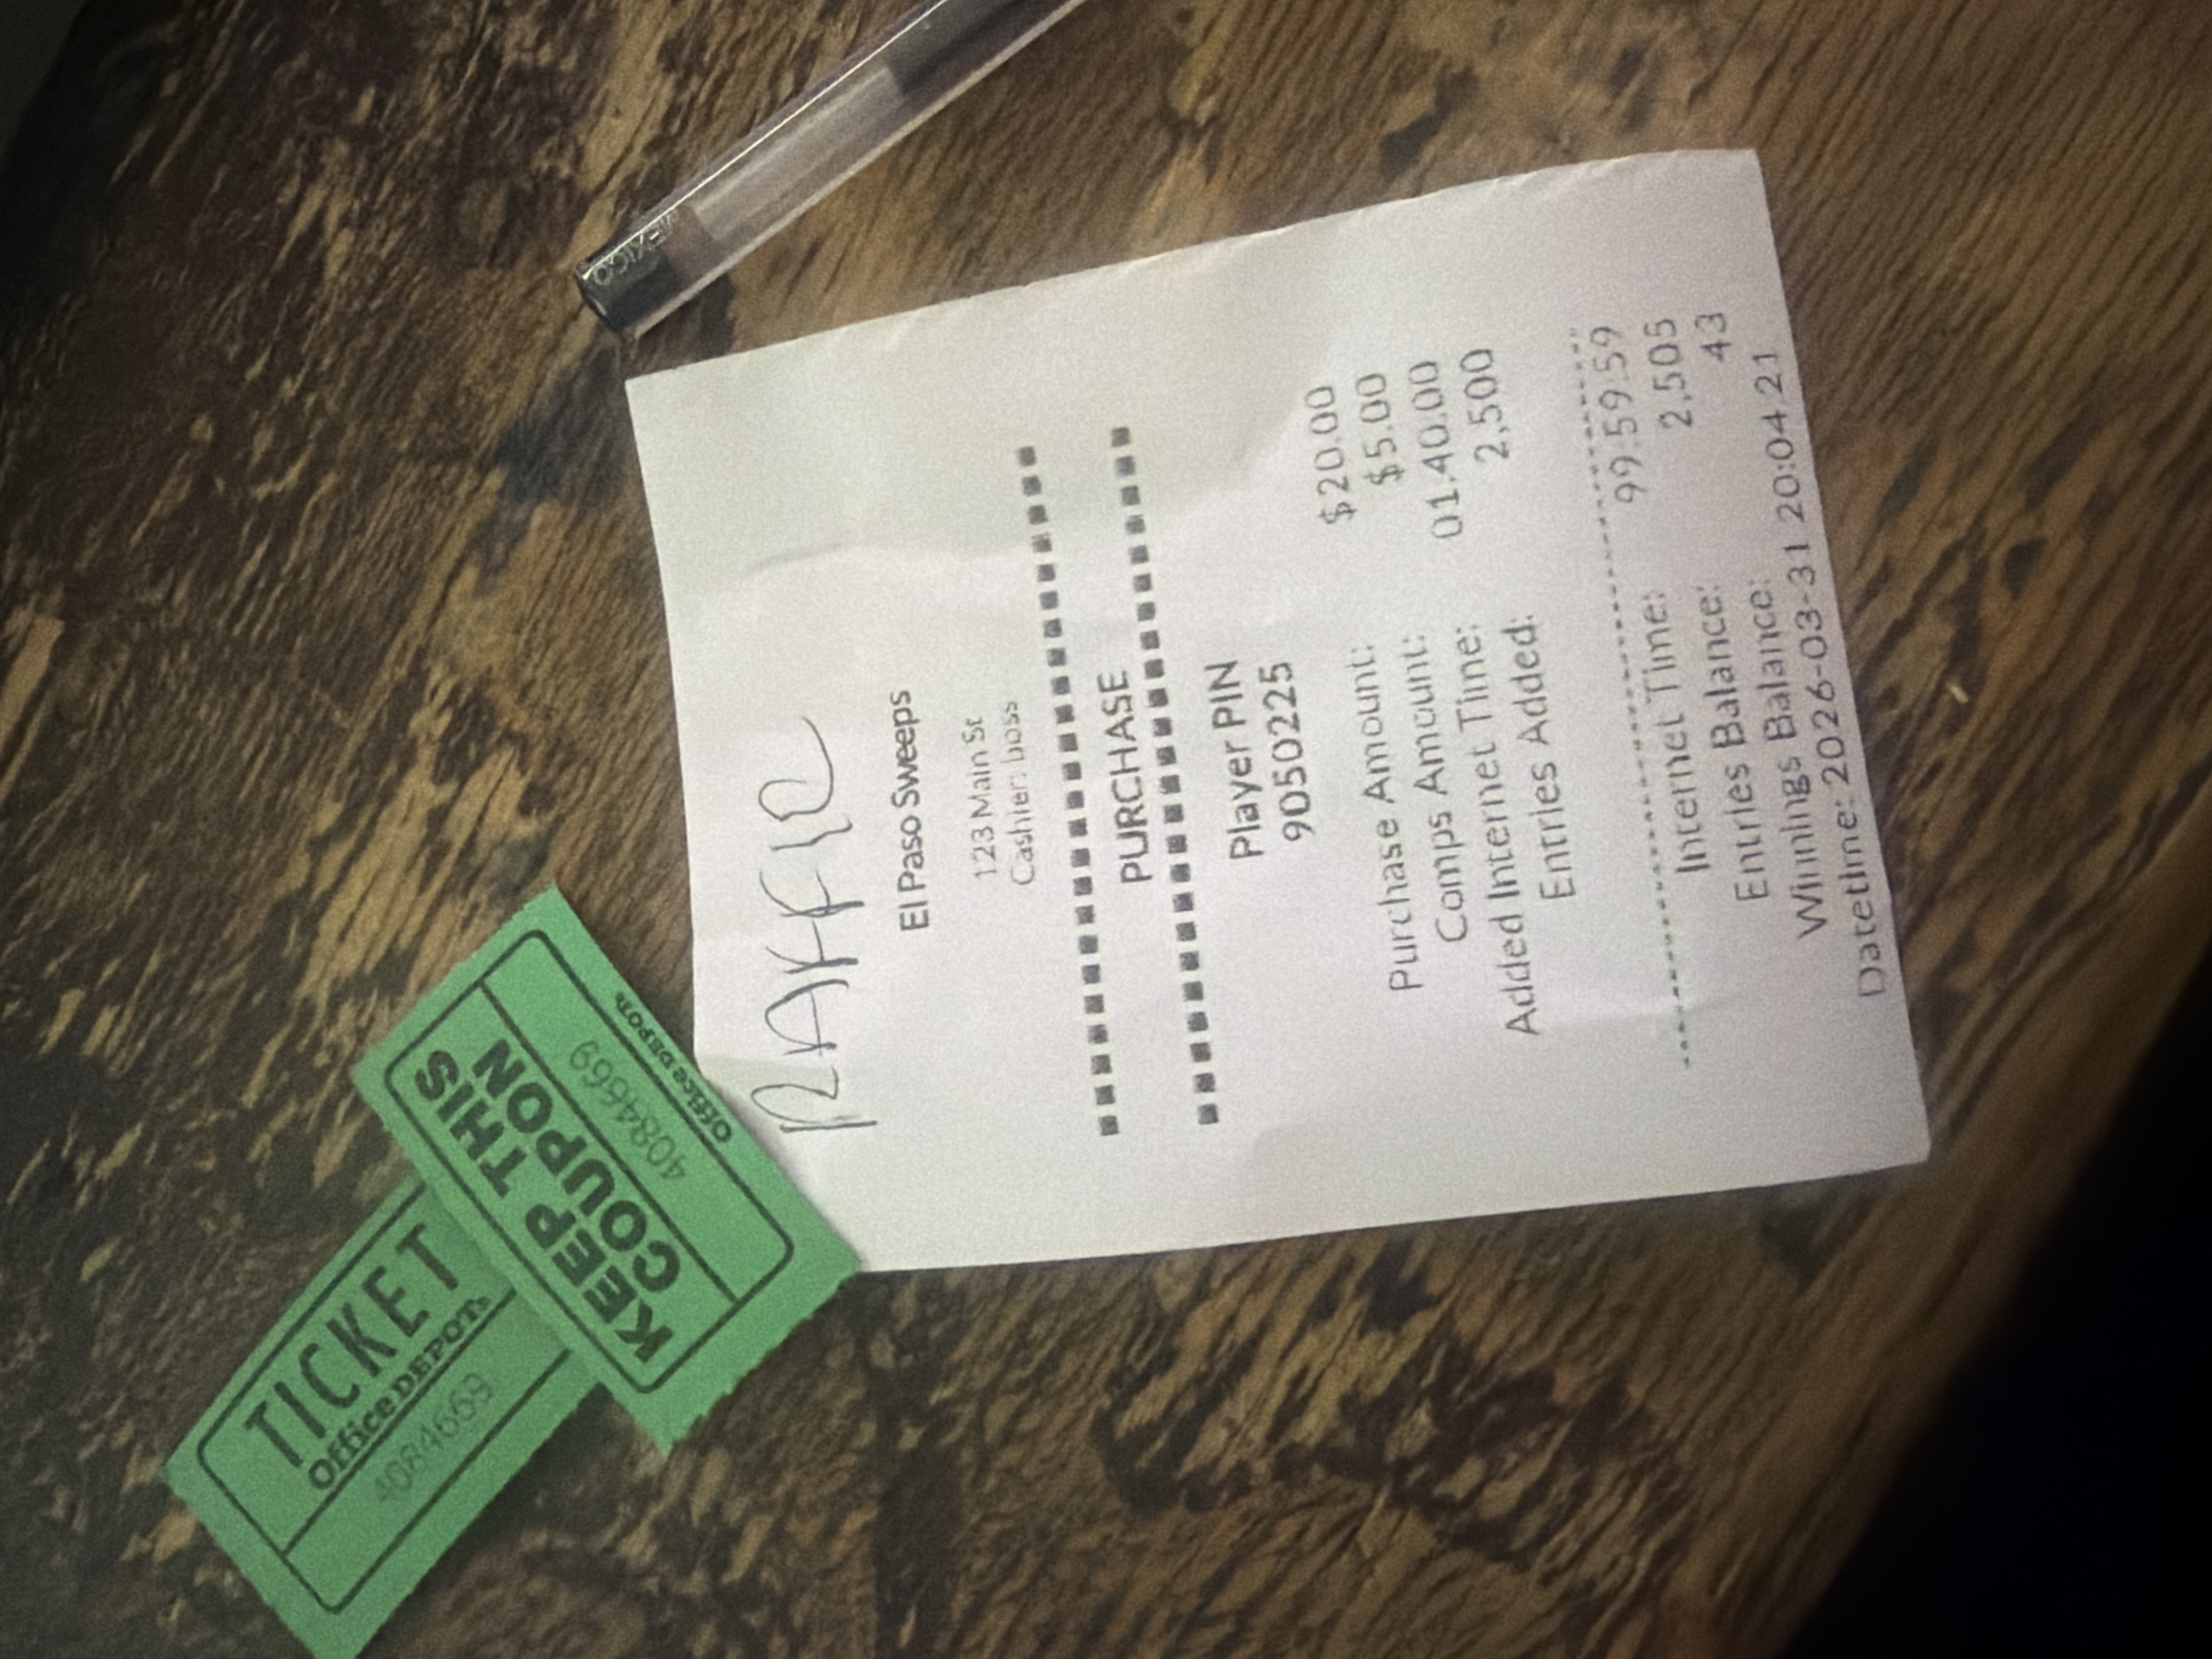 RAFFLE
El Paso Sweeps
123 Main St
Cashier: boss
PURCHASE
Player PIN
9050225
Purchase Amount: $20.00
Comps Amount: $5.00
Added Internet Time: 01:40:00
Entries Added: 2,500
Internet Time: 99:59:59
Entries Balance: 2,505
Winnings Balance: 43
Datetime: 2026-03-31 20:04:21
KEEP THIS
COUPON
4084669
Office DEPOT
TICKET
Office DEPOT
4084669
MEXICO